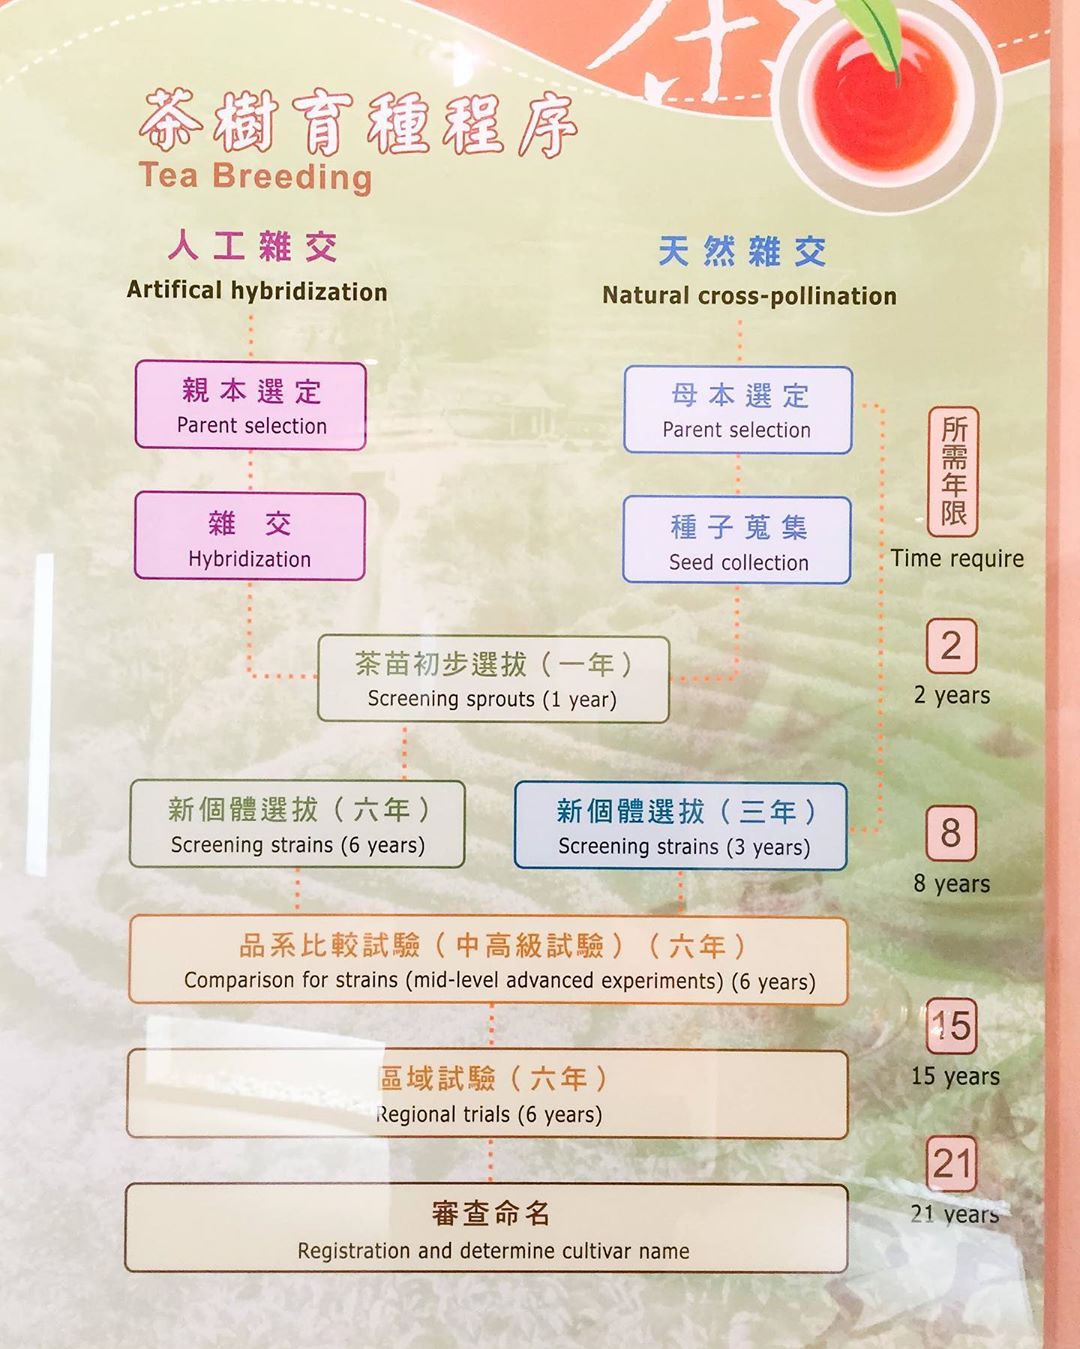 茶樹育種程序
Tea Breeding
人工雜交
Artifical hybridization
天然雜交
Natural cross-pollination
親本選定
Parent selection
母本選定
Parent selection
所需年限
Time require
雜 交
Hybridization
種子蒐集
Seed collection
茶苗初步選拔（一年）
Screening sprouts (1 year)
2
2 years
新個體選拔（六年）
Screening strains (6 years)
新個體選拔（三年）
Screening strains (3 years)
8
8 years
品系比較試驗（中高級試驗）（六年）
Comparison for strains (mid-level advanced experiments) (6 years)
15
15 years
區域試驗（六年）
Regional trials (6 years)
21
21 years
審查命名
Registration and determine cultivar name